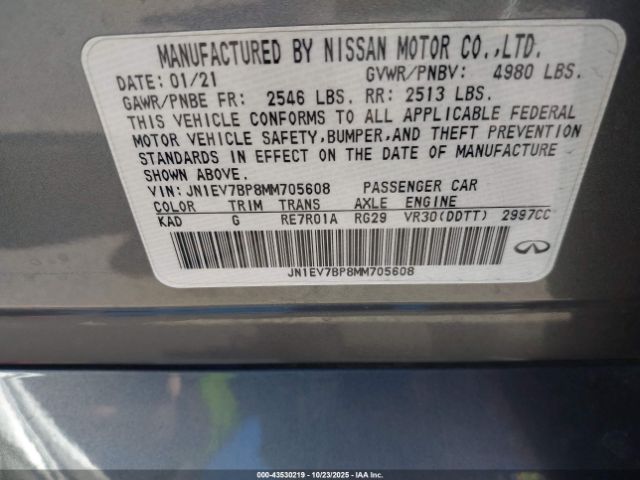 MANUFACTURED BY NISSAN MOTOR CO.,LTD.
DATE: 01/21 GVWR/PNBV: 4980 LBS.
GAWR/PNBE FR: 2546 LBS. RR: 2513 LBS.
THIS VEHICLE CONFORMS TO ALL APPLICABLE FEDERAL
MOTOR VEHICLE SAFETY,BUMPER,AND THEFT PREVENTION
STANDARDS IN EFFECT ON THE DATE OF MANUFACTURE
SHOWN ABOVE.
VIN: JN1EV7BP8MM705608 PASSENGER CAR
COLOR TRIM TRANS AXLE ENGINE
KAD G RE7R01A RG29 VR30(DDTT) 2997CC
JN1EV7BP8MM705608
INFINITI
000-43530219 - 10/23/2025 - IAAI.COM